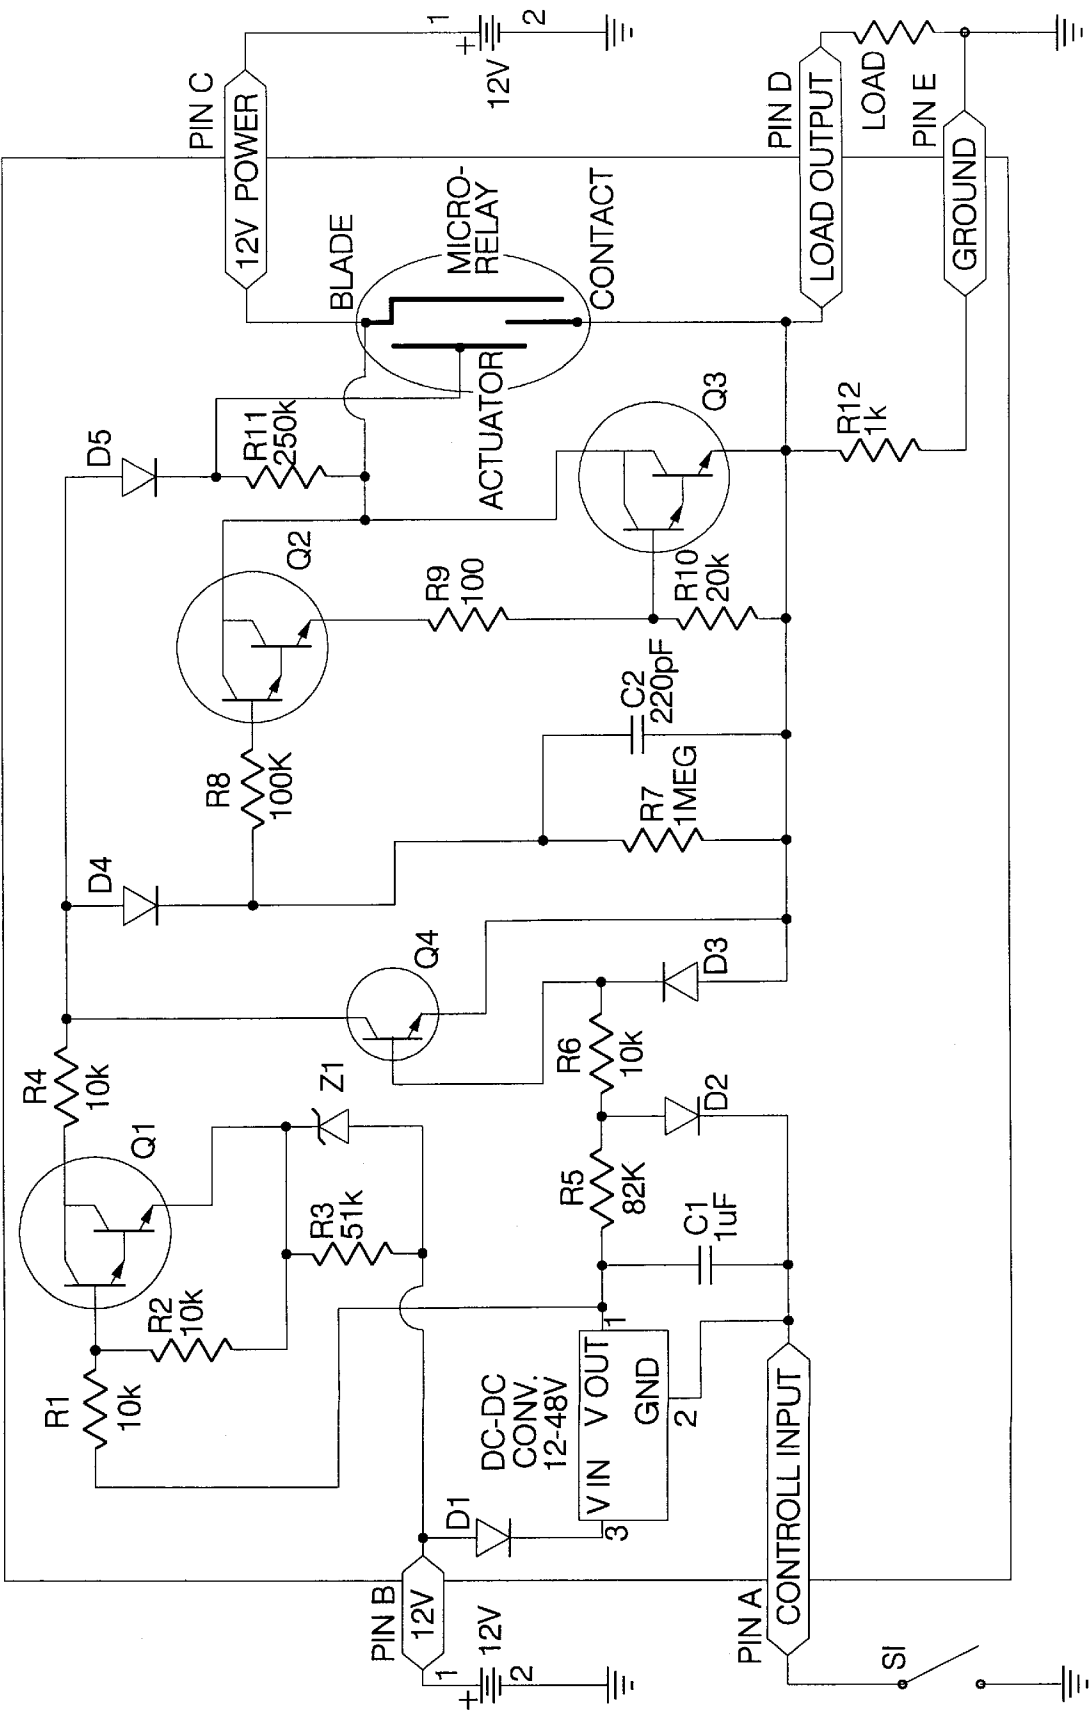 PIN C
12V POWER
1
+
2
12V
PIN D
LOAD OUTPUT
LOAD
PIN E
GROUND
BLADE
MICRO-
RELAY
CONTACT
ACTUATOR
D5
R11
250k
Q2
Q3
R12
1k
R9
100
R10
20k
R8
100K
C2
220pF
R7
1MEG
D4
Q4
D3
R4
10k
R6
10k
D2
Q1
Z1
R5
82K
R3
51k
C1
1uF
R2
10k
R1
10k
DC-DC
CONV.
12-48V
V IN
V OUT
GND
1
2
3
D1
PIN B
12V
1
+
2
12V
PIN A
CONTROLL INPUT
SI